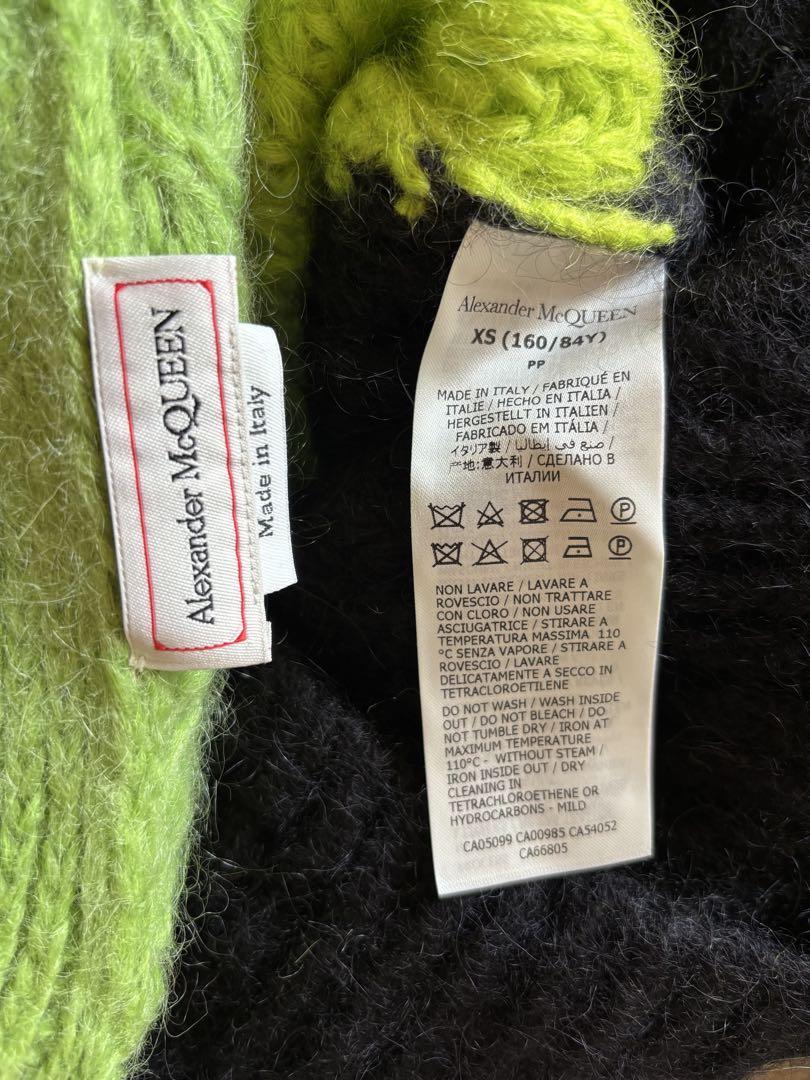 Alexander McQUEEN
Made in Italy
Alexander McQUEEN
XS (160/84Y)
PP
MADE IN ITALY / FABRIQUÉ EN
ITALIE / HECHO EN ITALIA /
HERGESTELLT IN ITALIEN /
FABRICADO EM ITÁLIA /
イタリア製 / صنع في إيطاليا /
产地:意大利 / СДЕЛАНО В
ИТАЛИИ
P
P
NON LAVARE / LAVARE A
ROVESCIO / NON TRATTARE
CON CLORO / NON USARE
ASCIUGATRICE / STIRARE A
TEMPERATURA MASSIMA 110
°C SENZA VAPORE / STIRARE A
ROVESCIO / LAVARE
DELICATAMENTE A SECCO IN
TETRACLOROETILENE
DO NOT WASH / WASH INSIDE
OUT / DO NOT BLEACH / DO
NOT TUMBLE DRY / IRON AT
MAXIMUM TEMPERATURE
110°C - WITHOUT STEAM /
IRON INSIDE OUT / DRY
CLEANING IN
TETRACHLOROETHENE OR
HYDROCARBONS - MILD
CA05099 CA00985 CA54052
CA66805